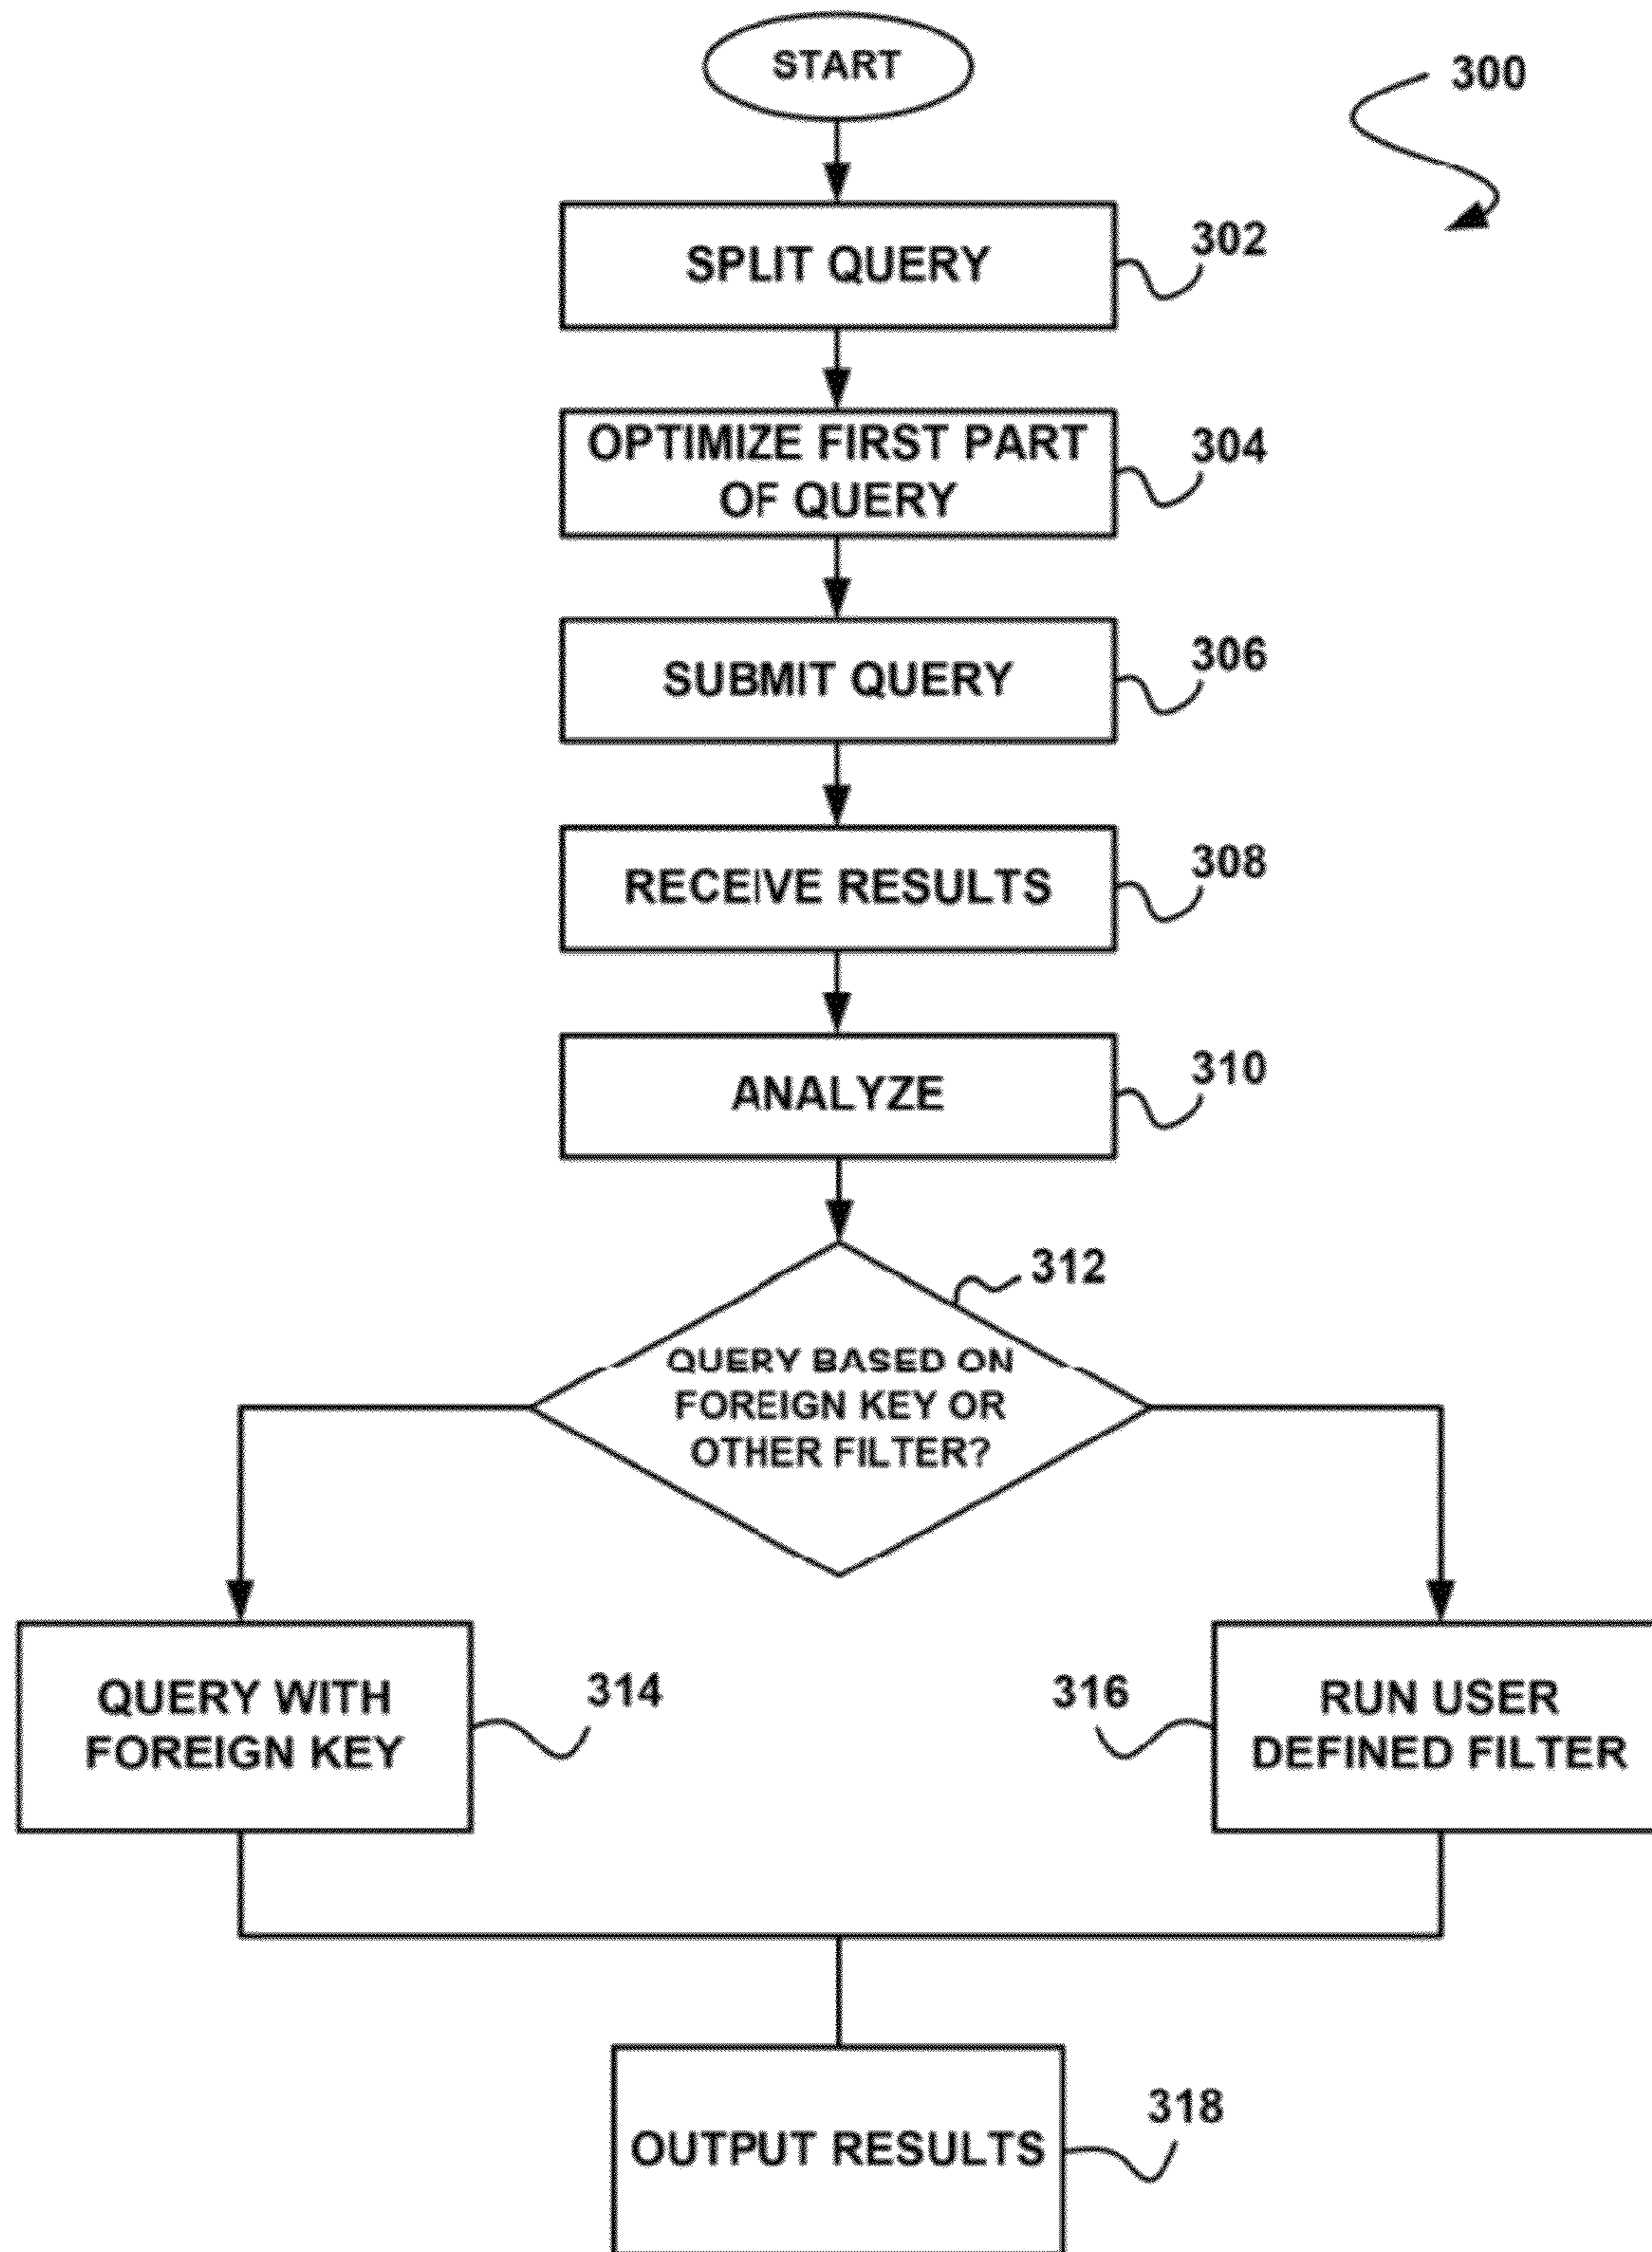 START
300
SPLIT QUERY
302
OPTIMIZE FIRST PART
OF QUERY
304
SUBMIT QUERY
306
RECEIVE RESULTS
308
ANALYZE
310
312
QUERY BASED ON
FOREIGN KEY OR
OTHER FILTER?
QUERY WITH
FOREIGN KEY
314
316
RUN USER
DEFINED FILTER
OUTPUT RESULTS
318